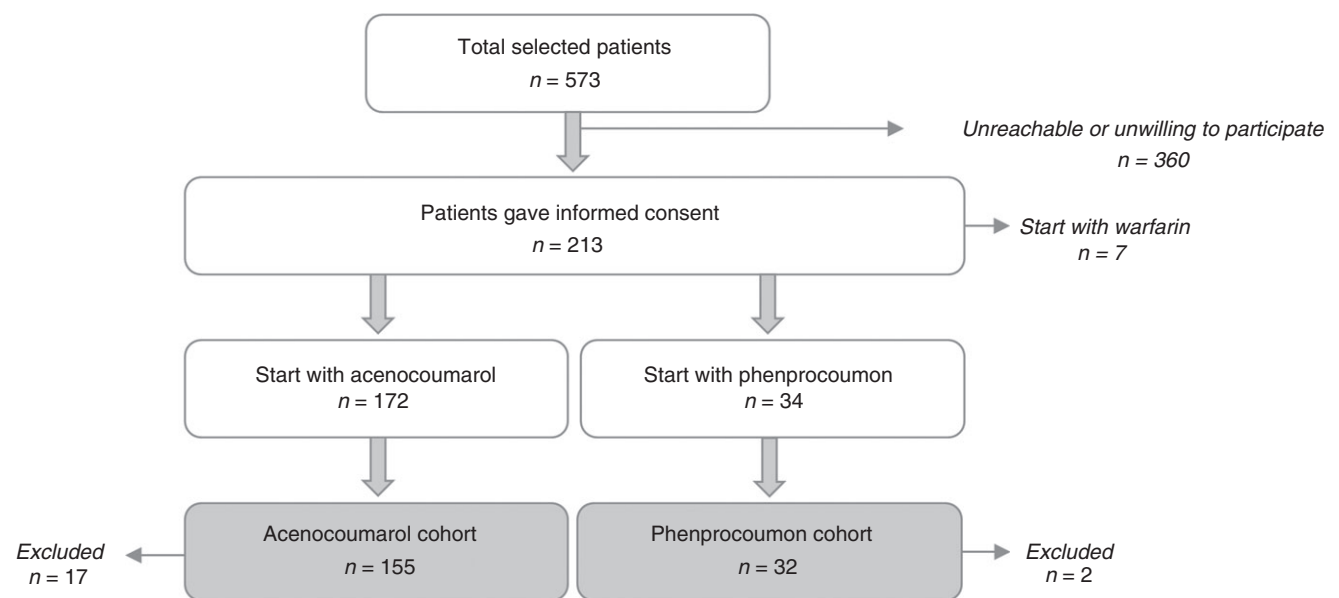 Total selected patients
n = 573
Unreachable or unwilling to participate
n = 360
Patients gave informed consent
n = 213
Start with warfarin
n = 7
Start with acenocoumarol
n = 172
Start with phenprocoumon
n = 34
Excluded
n = 17
Acenocoumarol cohort
n = 155
Phenprocoumon cohort
n = 32
Excluded
n = 2